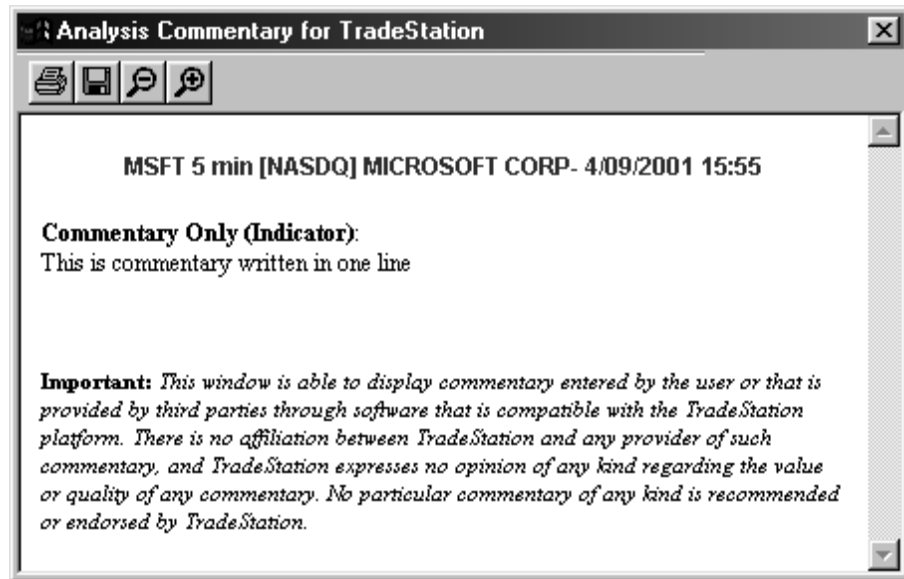 Analysis Commentary for TradeStation
MSFT 5 min [NASDQ] MICROSOFT CORP- 4/09/2001 15:55
Commentary Only (Indicator):
This is commentary written in one line
Important: This window is able to display commentary entered by the user or that is
provided by third parties through software that is compatible with the TradeStation
platform. There is no affiliation between TradeStation and any provider of such
commentary, and TradeStation expresses no opinion of any kind regarding the value
or quality of any commentary. No particular commentary of any kind is recommended
or endorsed by TradeStation.